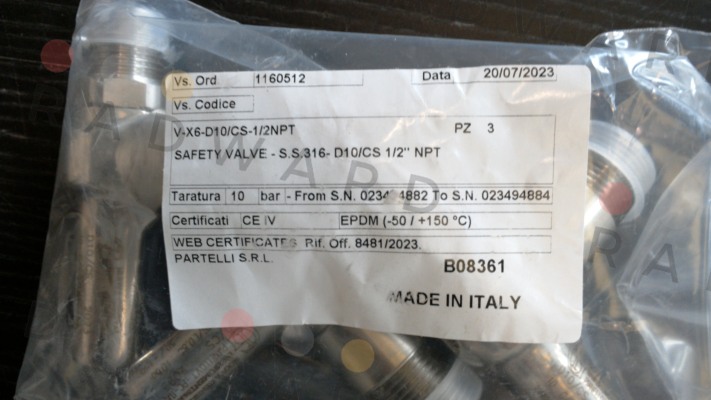 Vs. Ord 1160512 Data 20/07/2023
Vs. Codice
V-X6-D10/CS-1/2NPT PZ 3
SAFETY VALVE - S.S.316- D10/CS 1/2" NPT
Taratura 10 bar - From S.N. 023494882 To S.N. 023494884
Certificati CE IV EPDM (-50 / +150 °C)
WEB CERTIFICATES Rif. Off. 8481/2023.
PARTELLI S.R.L.
B08361
MADE IN ITALY
RADWARD